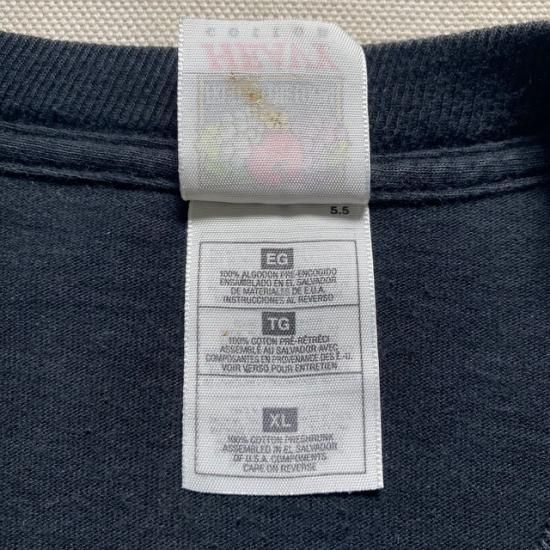 COTTON
HEAVY
5.5
EG
100% ALGODON PRE-ENCOGIDO
ENSAMBLADO EN EL SALVADOR
DE MATERIALES DE E.U.A.
INSTRUCCIONES AL REVERSO
TG
100% COTON PRÉ-RÉTRÉCI
ASSEMBLÉ AU SALVADOR AVEC
COMPOSANTES EN PROVENANCE DES É.-U.
VOIR VERSO POUR ENTRETIEN
XL
100% COTTON PRESHRUNK
ASSEMBLED IN EL SALVADOR
OF U.S.A. COMPONENTS
CARE ON REVERSE